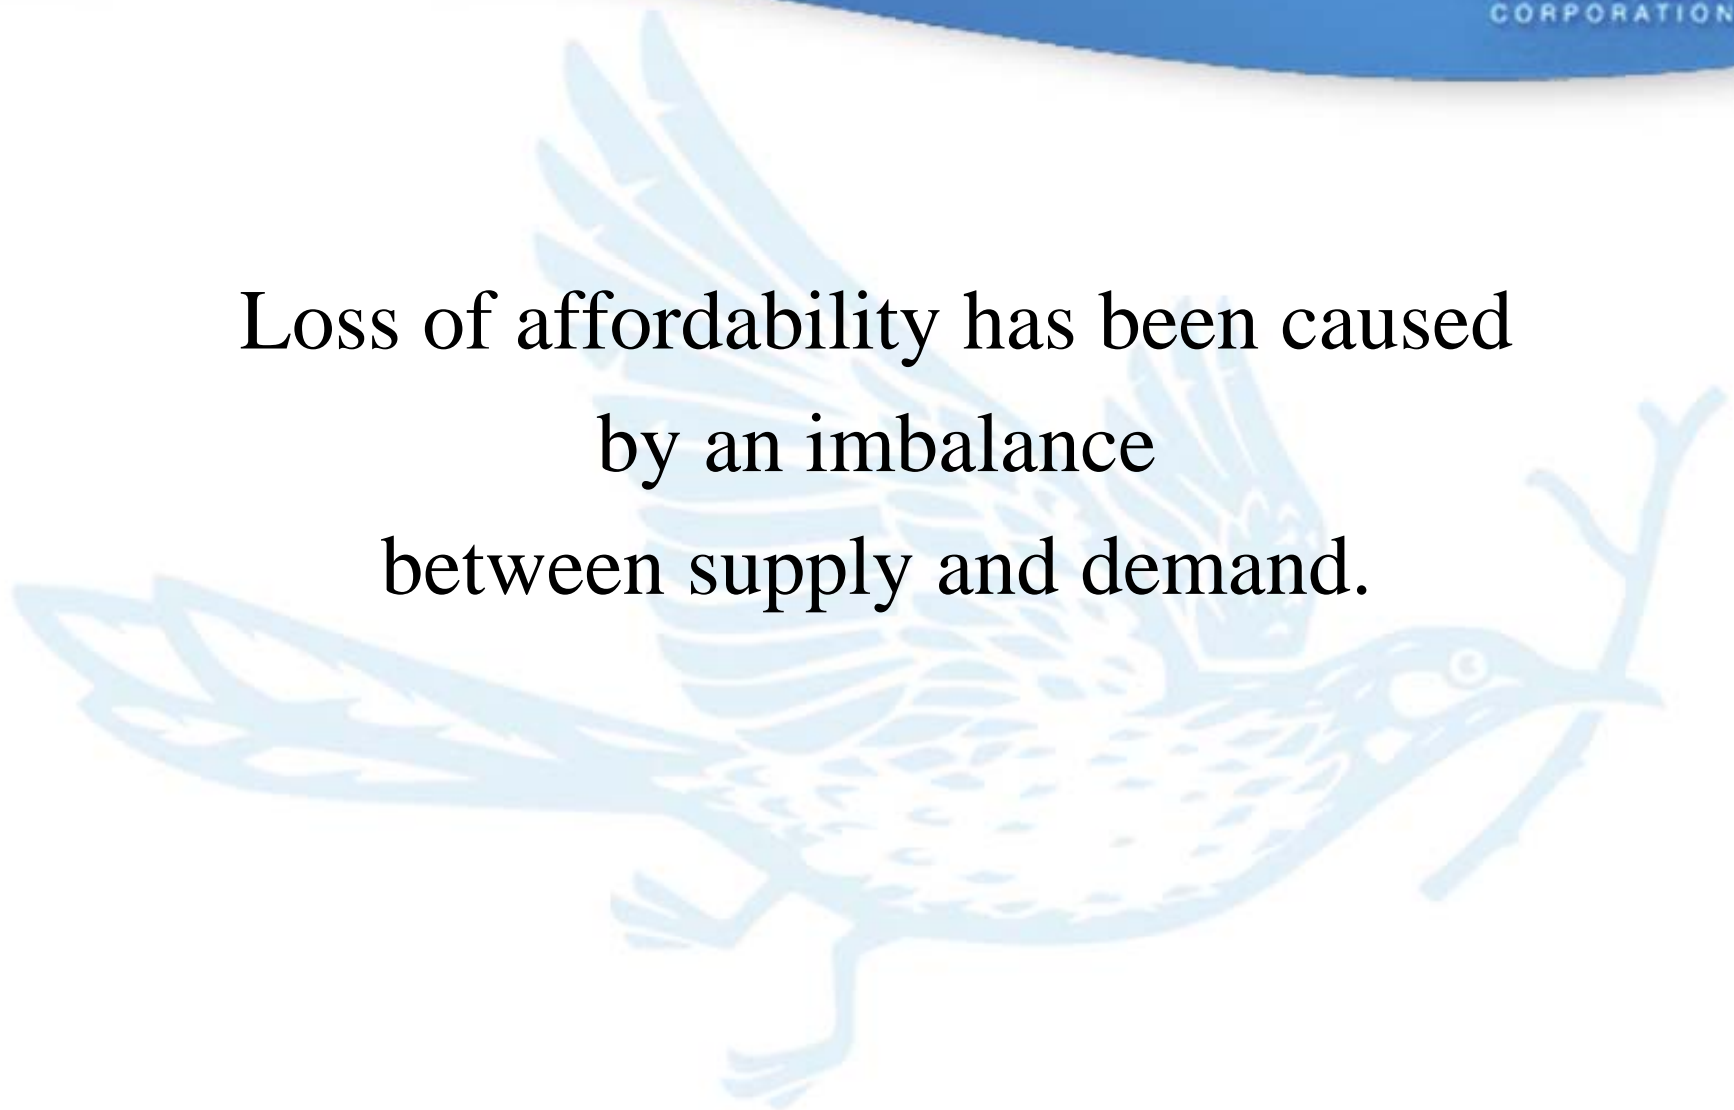 CORPORATION
Loss of affordability has been caused
by an imbalance
between supply and demand.